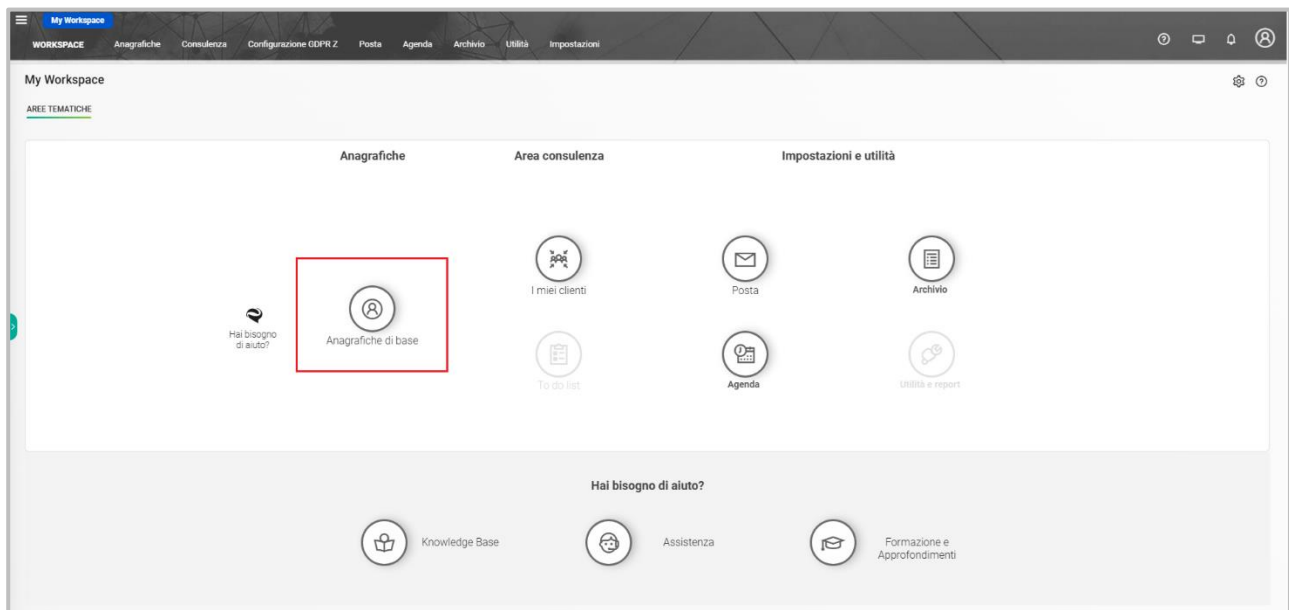 My Workspace
WORKSPACE Anagrafiche Consulenza Configurazione GDPR Z Posta Agenda Archivio Utilità Impostazioni
My Workspace
AREE TEMATICHE
Anagrafiche Area consulenza Impostazioni e utilità
I miei clienti Posta Archivio
Hai bisogno
di aiuto?
Anagrafiche di base
To do list Agenda Utilità e report
Hai bisogno di aiuto?
Knowledge Base Assistenza Formazione e
Approfondimenti